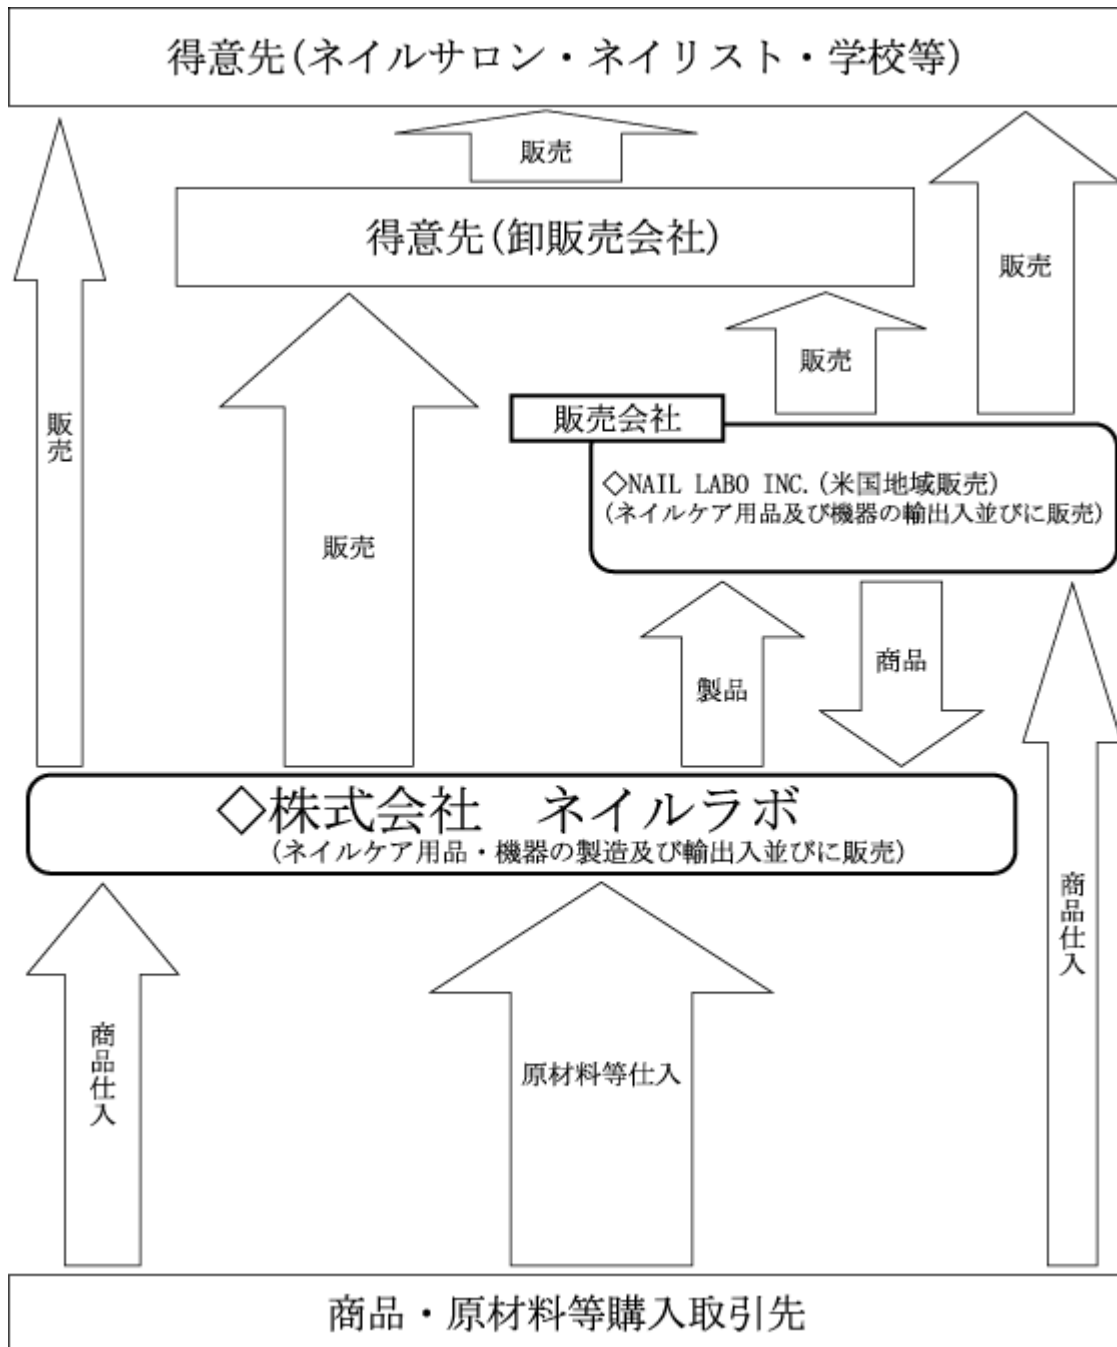 得意先(ネイルサロン・ネイリスト・学校等)
販売
得意先(卸販売会社)
販売
販売
販売
販売
販売会社
◇NAIL LABO INC.(米国地域販売)
(ネイルケア用品及び機器の輸出入並びに販売)
製品
商品
◇株式会社　ネイルラボ
(ネイルケア用品・機器の製造及び輸出入並びに販売)
商品仕入
原材料等仕入
商品仕入
商品・原材料等購入取引先